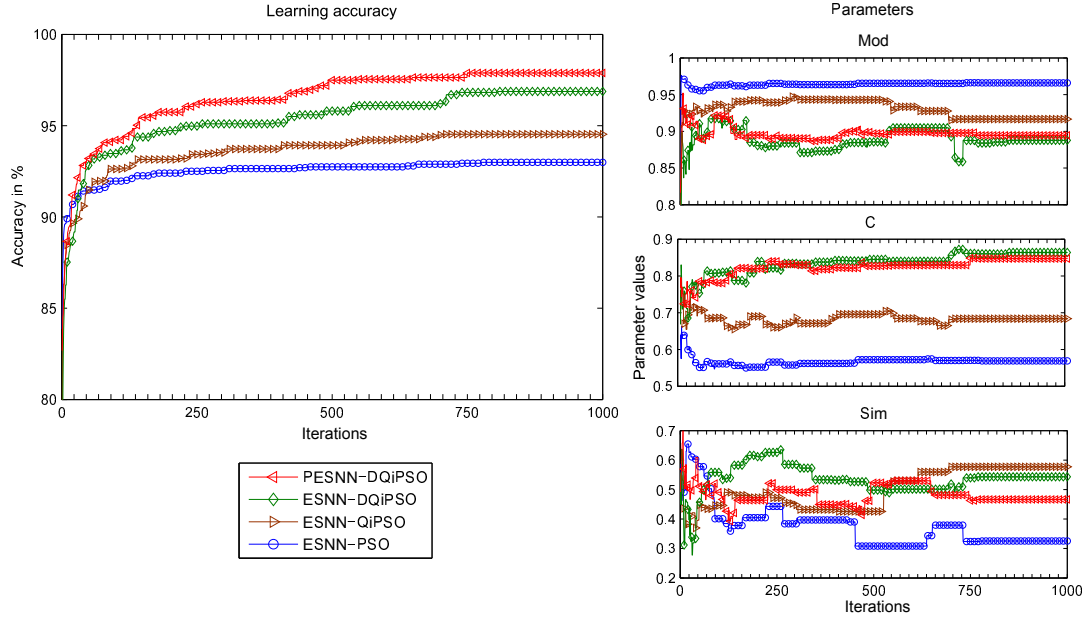 Learning accuracy
100
95
90
85
80
Accuracy in %
0 250 500 750 1000
Iterations
PESNN-DQiPSO
ESNN-DQiPSO
ESNN-QiPSO
ESNN-PSO
Parameters
Mod
1
0.95
0.9
0.85
0.8
C
0.9
0.8
0.7
0.6
0.5
Parameter values
Sim
0.7
0.6
0.5
0.4
0.3
0.2
0 250 500 750 1000
Iterations